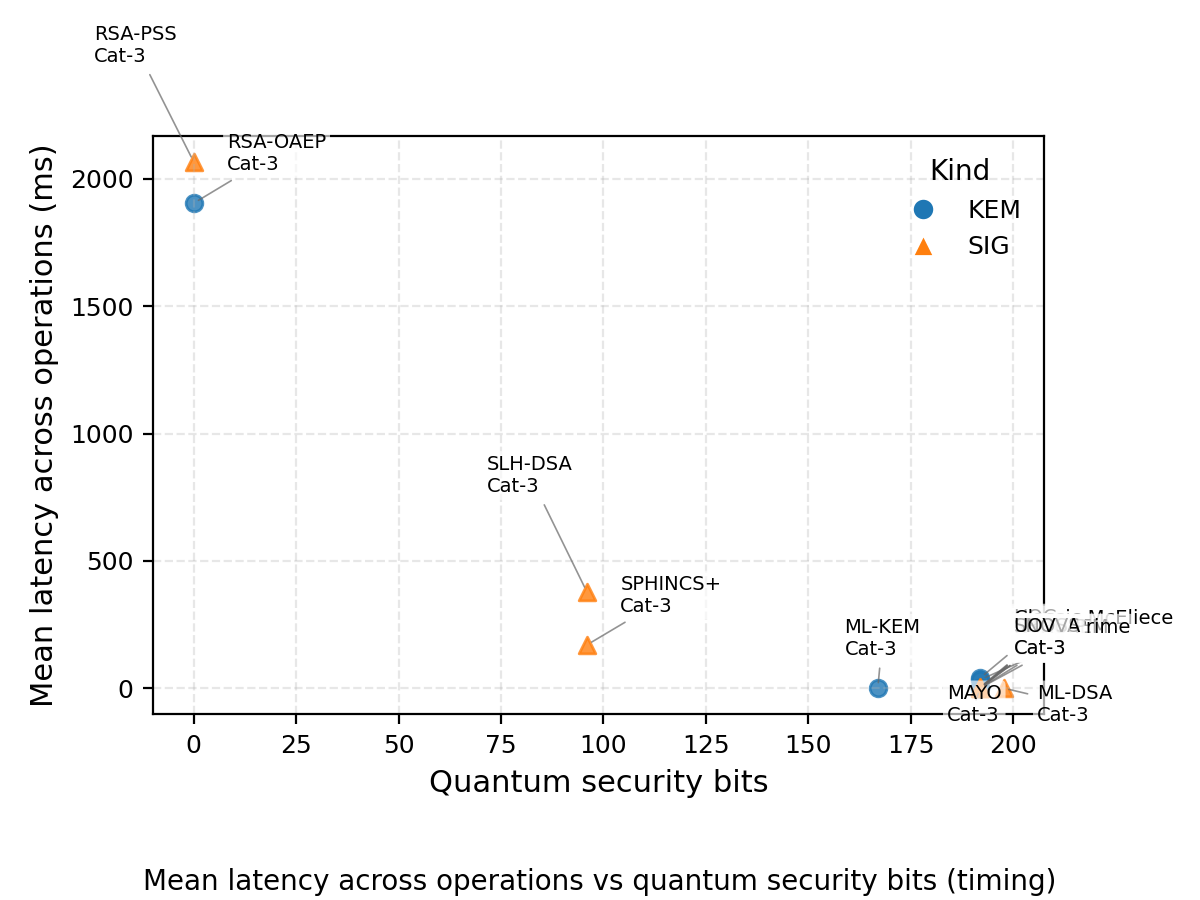 RSA-PSS
Cat-3
RSA-OAEP
Cat-3
Kind
KEM
SIG
SLH-DSA
Cat-3
SPHINCS+
Cat-3
ML-KEM
Cat-3
McEliece
UOV
Cat-3
MAYO
Cat-3
ML-DSA
Cat-3
2000
1500
1000
500
0
0
25
50
75
100
125
150
175
200
Mean latency across operations (ms)
Quantum security bits
Mean latency across operations vs quantum security bits (timing)